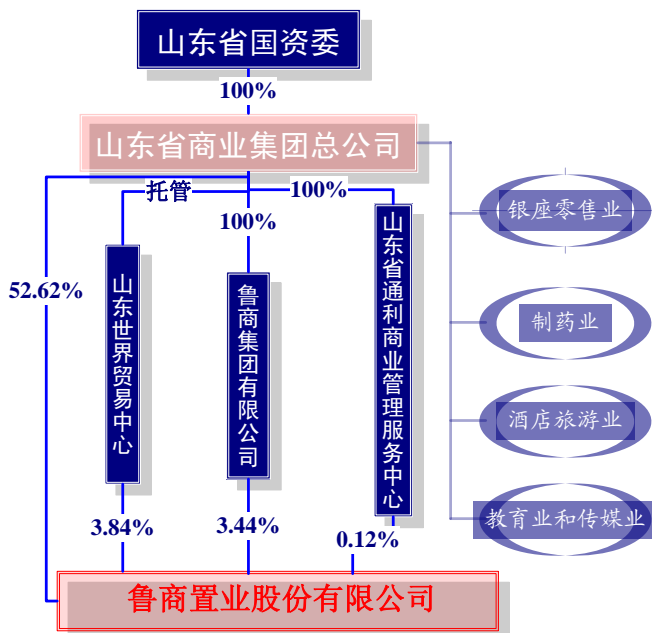 山东省国资委
100%
山东省商业集团总公司
托管
100%
100%
52.62%
山东世界贸易中心
鲁商集团有限公司
山东省通利商业管理服务中心
银座零售业
制药业
酒店旅游业
教育业和传媒业
3.84%
3.44%
0.12%
鲁商置业股份有限公司